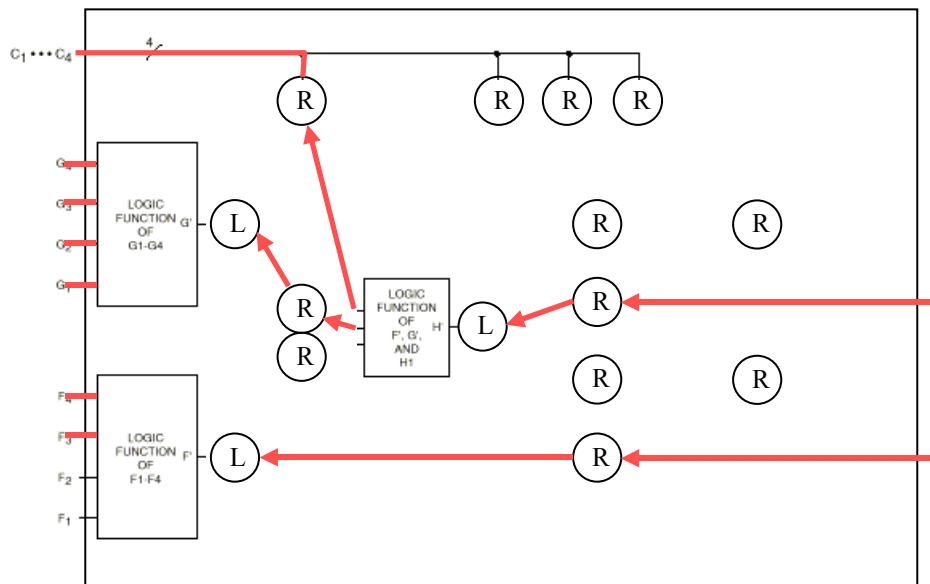 4
C1 ••• C4
R
R
R
R
G4
G3
G2
G1
LOGIC
FUNCTION
OF
G1-G4
G'
L
R
R
R
R
LOGIC
FUNCTION
OF
F', G',
AND
H1
H'
L
R
R
R
F4
F3
F2
F1
LOGIC
FUNCTION
OF
F1-F4
F'
L
R